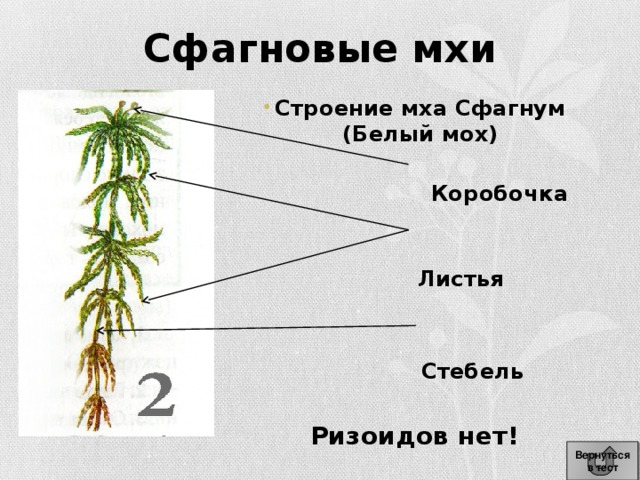 Сфагновые мхи
• Строение мха Сфагнум
(Белый мох)
Коробочка
Листья
Стебель
2
Ризоидов нет!
Вернуться
в тест